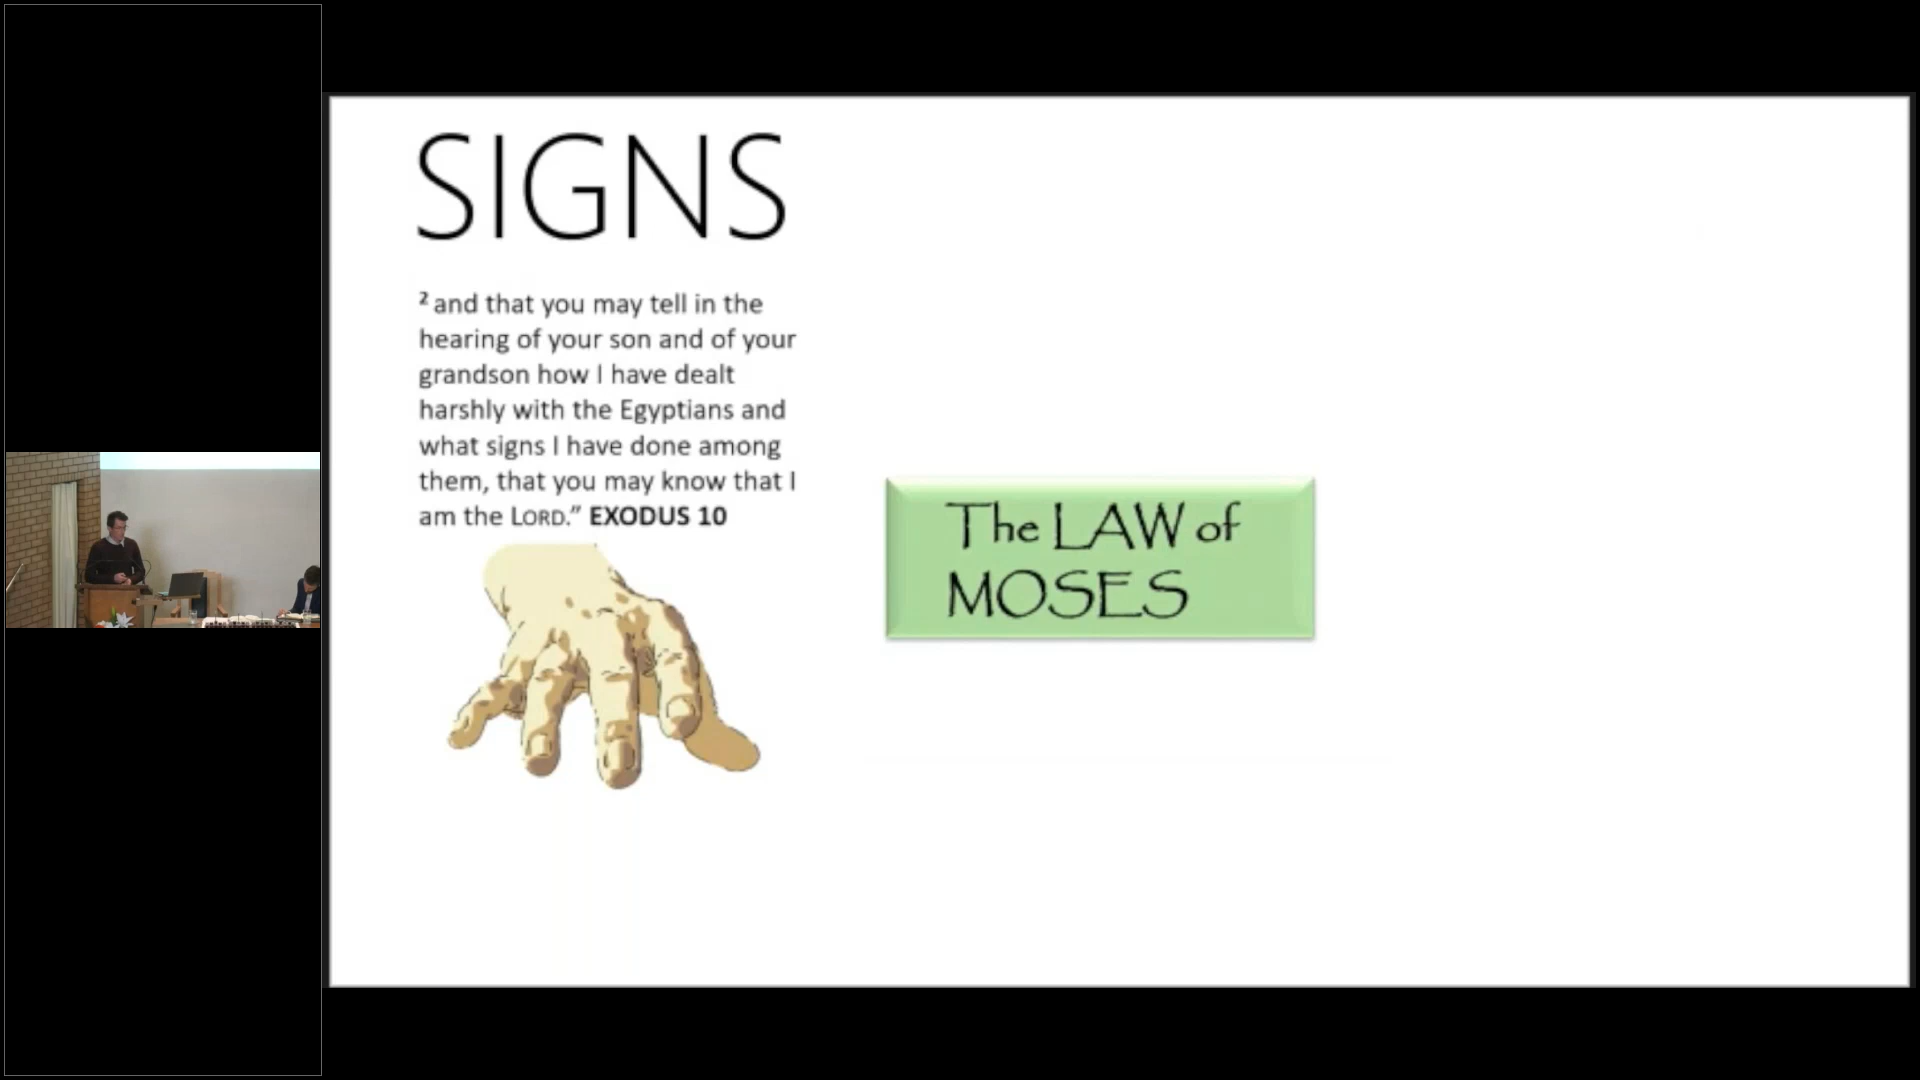 SIGNS
² and that you may tell in the
hearing of your son and of your
grandson how I have dealt
harshly with the Egyptians and
what signs I have done among
them, that you may know that I
am the LORD.” EXODUS 10
The LAW of
MOSES